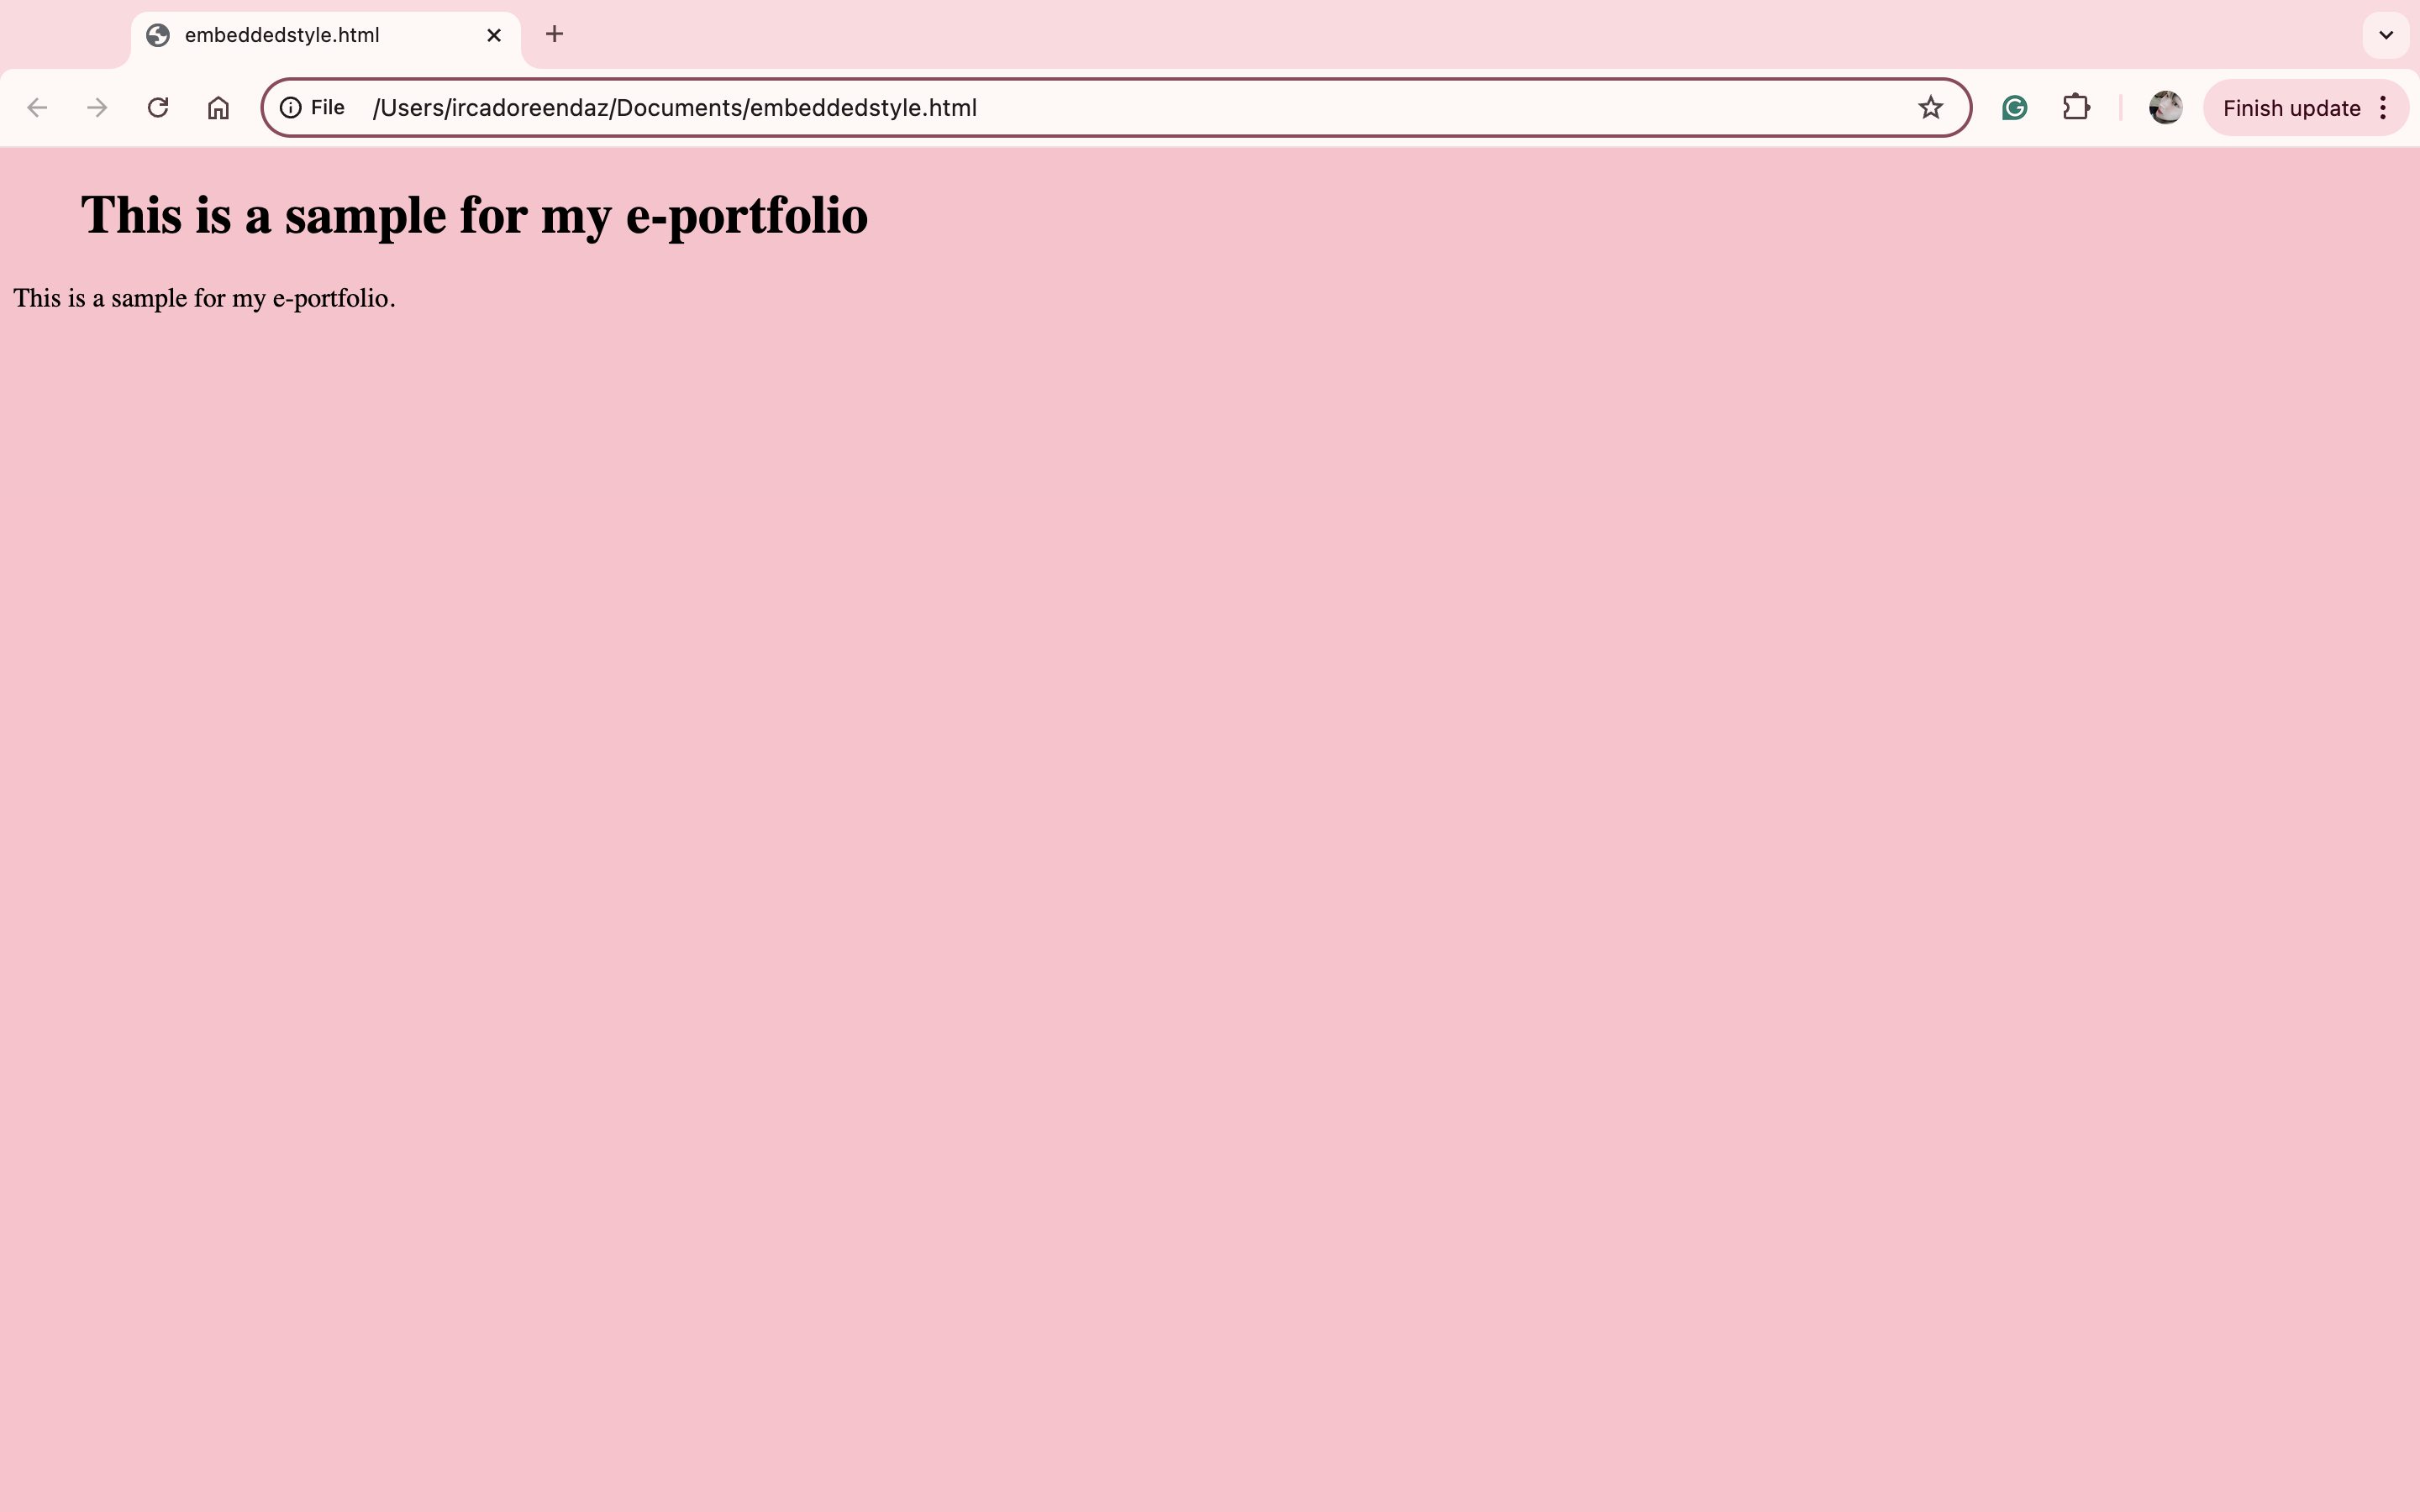 embeddedstyle.html
File /Users/ircadoreendaz/Documents/embeddedstyle.html
Finish update
This is a sample for my e-portfolio
This is a sample for my e-portfolio.